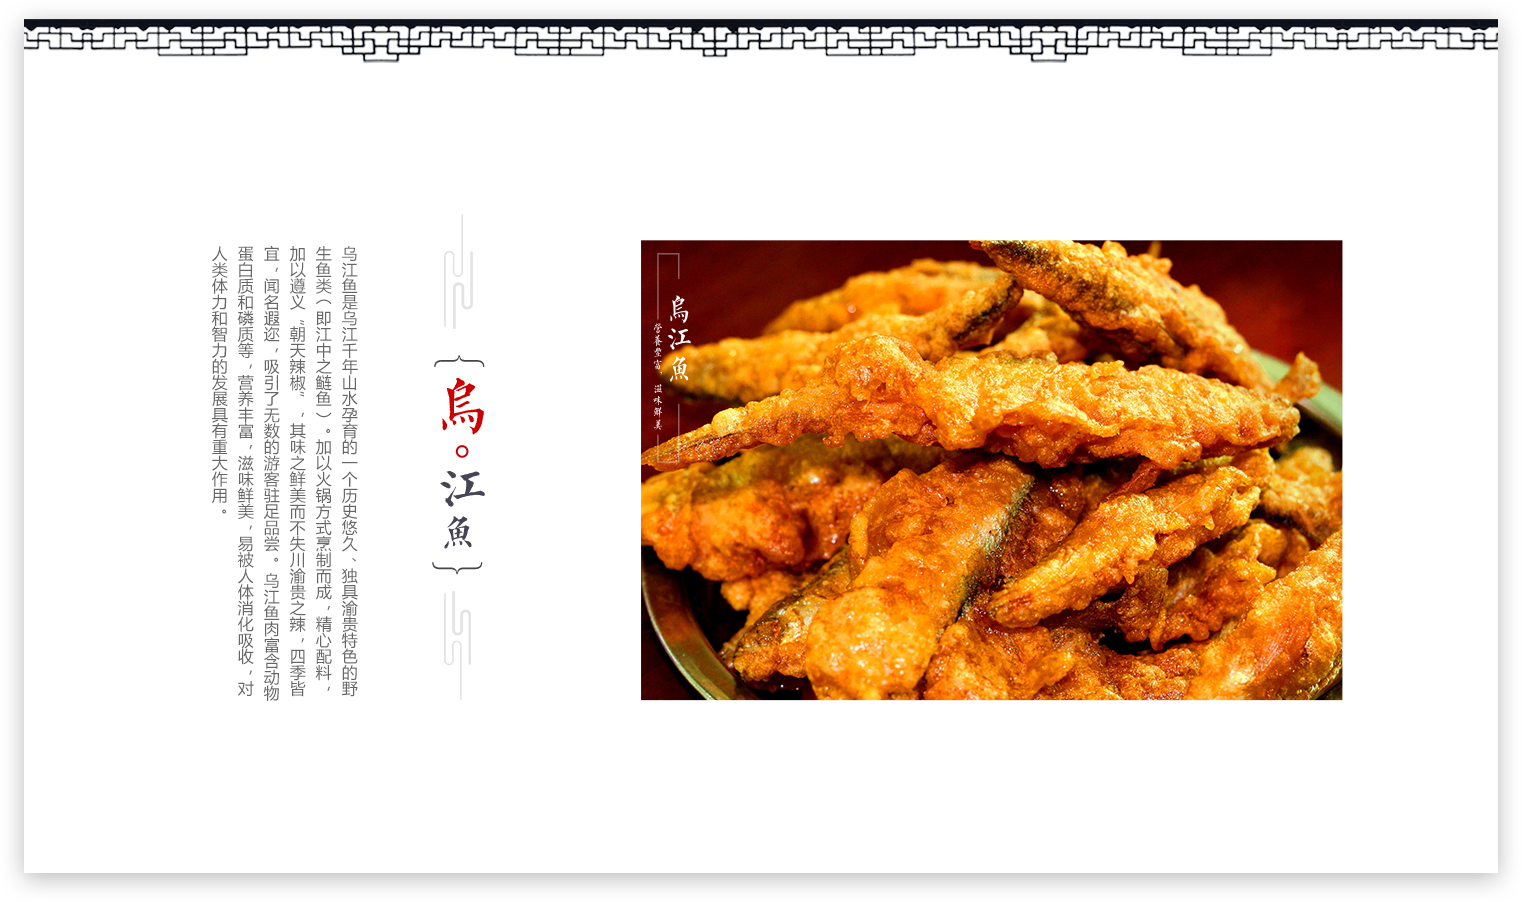 烏。江魚
乌江鱼是乌江千年山水孕育的一个历史悠久、独具渝贵特色的野
生鱼类（即江中之鲢鱼）。加以火锅方式烹制而成，精心配料，
加以遵义“朝天辣椒”，其味之鲜美而不失川渝贵之辣，四季皆
宜，闻名遐迩，吸引了无数的游客驻足品尝。乌江鱼肉富含动物
蛋白质和磷质等，营养丰富，滋味鲜美，易被人体消化吸收，对
人类体力和智力的发展具有重大作用。
烏江魚
营養豐富，滋味鮮美